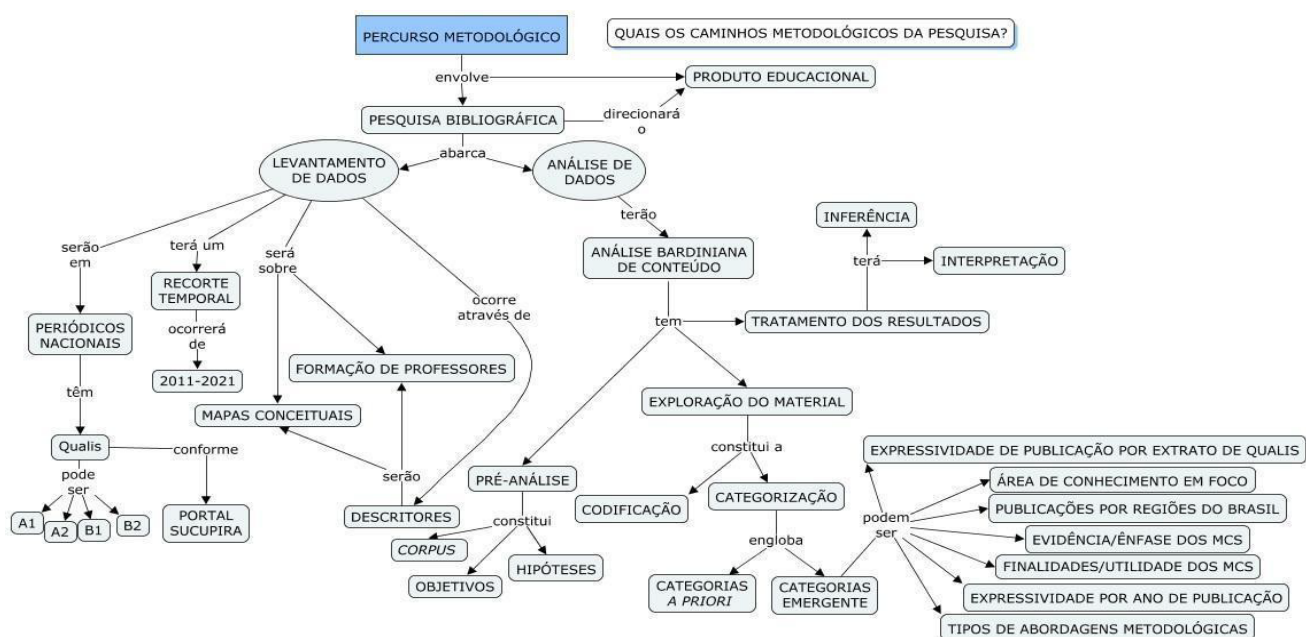 PERCURSO METODOLÓGICO
QUAIS OS CAMINHOS METODOLÓGICOS DA PESQUISA?
envolve
PRODUTO EDUCACIONAL
PESQUISA BIBLIOGRÁFICA
direcionará
o
abarca
LEVANTAMENTO
DE DADOS
ANÁLISE DE
DADOS
serão
em
terá um
será
sobre
ocorre
através de
PERIÓDICOS
NACIONAIS
RECORTE
TEMPORAL
ocorrerá
de
2011-2021
têm
Qualis
conforme
pode
ser
A1
A2
B1
B2
PORTAL
SUCUPIRA
FORMAÇÃO DE PROFESSORES
MAPAS CONCEITUAIS
serão
DESCRITORES
terão
ANÁLISE BARDINIANA
DE CONTEÚDO
tem
TRATAMENTO DOS RESULTADOS
terá
INFERÊNCIA
INTERPRETAÇÃO
PRÉ-ANÁLISE
constitui
CORPUS
OBJETIVOS
HIPÓTESES
EXPLORAÇÃO DO MATERIAL
constitui a
CODIFICAÇÃO
CATEGORIZAÇÃO
engloba
CATEGORIAS
A PRIORI
CATEGORIAS
EMERGENTE
podem
ser
EXPRESSIVIDADE DE PUBLICAÇÃO POR EXTRATO DE QUALIS
ÁREA DE CONHECIMENTO EM FOCO
PUBLICAÇÕES POR REGIÕES DO BRASIL
EVIDÊNCIA/ÊNFASE DOS MCS
FINALIDADES/UTILIDADE DOS MCS
EXPRESSIVIDADE POR ANO DE PUBLICAÇÃO
TIPOS DE ABORDAGENS METODOLÓGICAS